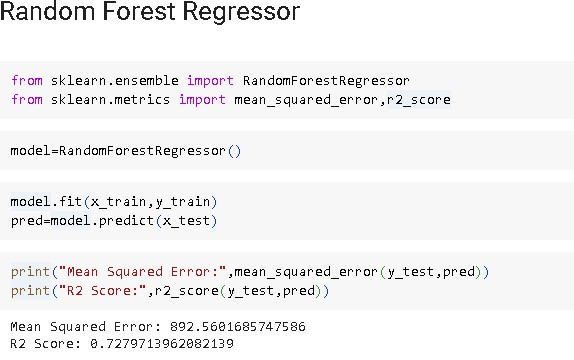 Random Forest Regressor
from sklearn.ensemble import RandomForestRegressor
from sklearn.metrics import mean_squared_error,r2_score
model=RandomForestRegressor()
model.fit(x_train,y_train)
pred=model.predict(x_test)
print("Mean Squared Error:",mean_squared_error(y_test,pred))
print("R2 Score:",r2_score(y_test,pred))
Mean Squared Error: 892.5601685747586
R2 Score: 0.7279713962082139